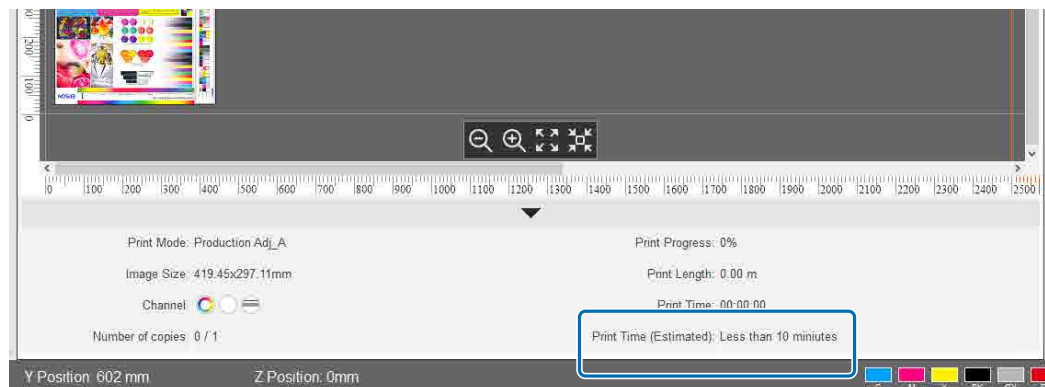 200
100
0
EPSON
0 100 200 300 400 500 600 700 800 900 1000 1100 1200 1300 1400 1500 1600 1700 1800 1900 2000 2100 2200 2300 2400 2500
Print Mode: Production Adj_A
Print Progress: 0%
Image Size: 419.45x297.11mm
Print Length: 0.00 m
Channel
Print Time: 00:00:00
Number of copies 0 / 1
Print Time (Estimated): Less than 10 miniutes
Y Position: 602 mm Z Position: 0mm